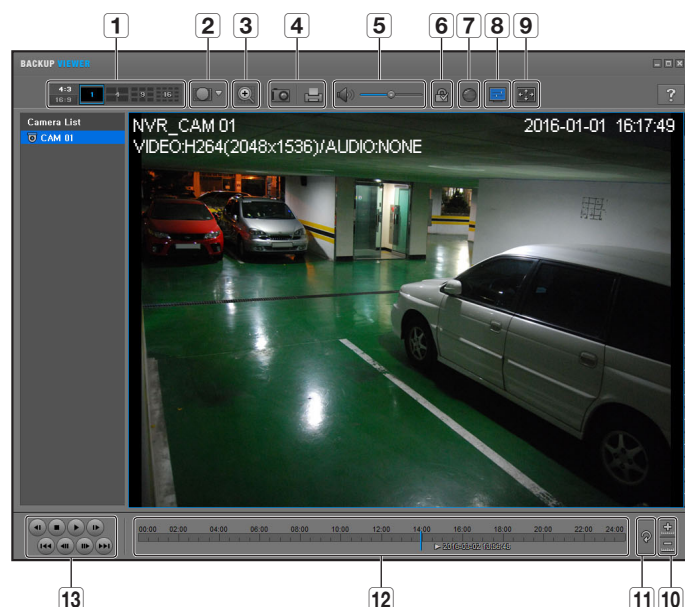 1 2 3 4 5 6 7 8 9
BACKUP VIEWER
4:3 1 4 9 16
16:9
?
Camera List
CAM 01
NVR_CAM 01 2016-01-01 16:17:49
VIDEO:H264(2048x1536)/AUDIO:NONE
00:00 02:00 04:00 06:00 08:00 10:00 12:00 14:00 16:00 18:00 20:00 22:00 24:00
13 12 11 10